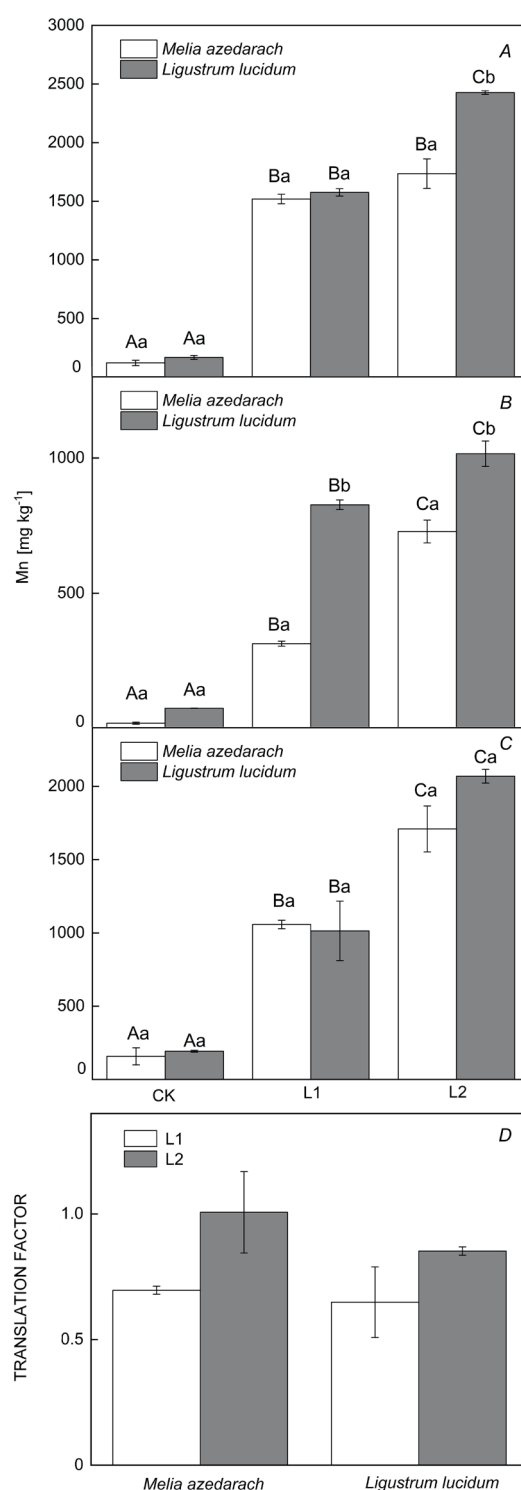 3000
Melia azedarach
A
Ligustrum lucidum
2500
Cb
2000
Ba
Ba
Ba
1500
1000
500
Aa
Aa
0
Melia azedarach
B
Ligustrum lucidum
Cb
1000
Bb
Ca
Mn [mg kg⁻¹]
500
Ba
Aa
Aa
0
Melia azedarach
C
Ligustrum lucidum
Ca
2000
Ca
1500
Ba
Ba
1000
500
Aa
Aa
0
CK
L1
L2
L1
D
L2
1.0
TRANSLATION FACTOR
0.5
0
Melia azedarach
Ligustrum lucidum